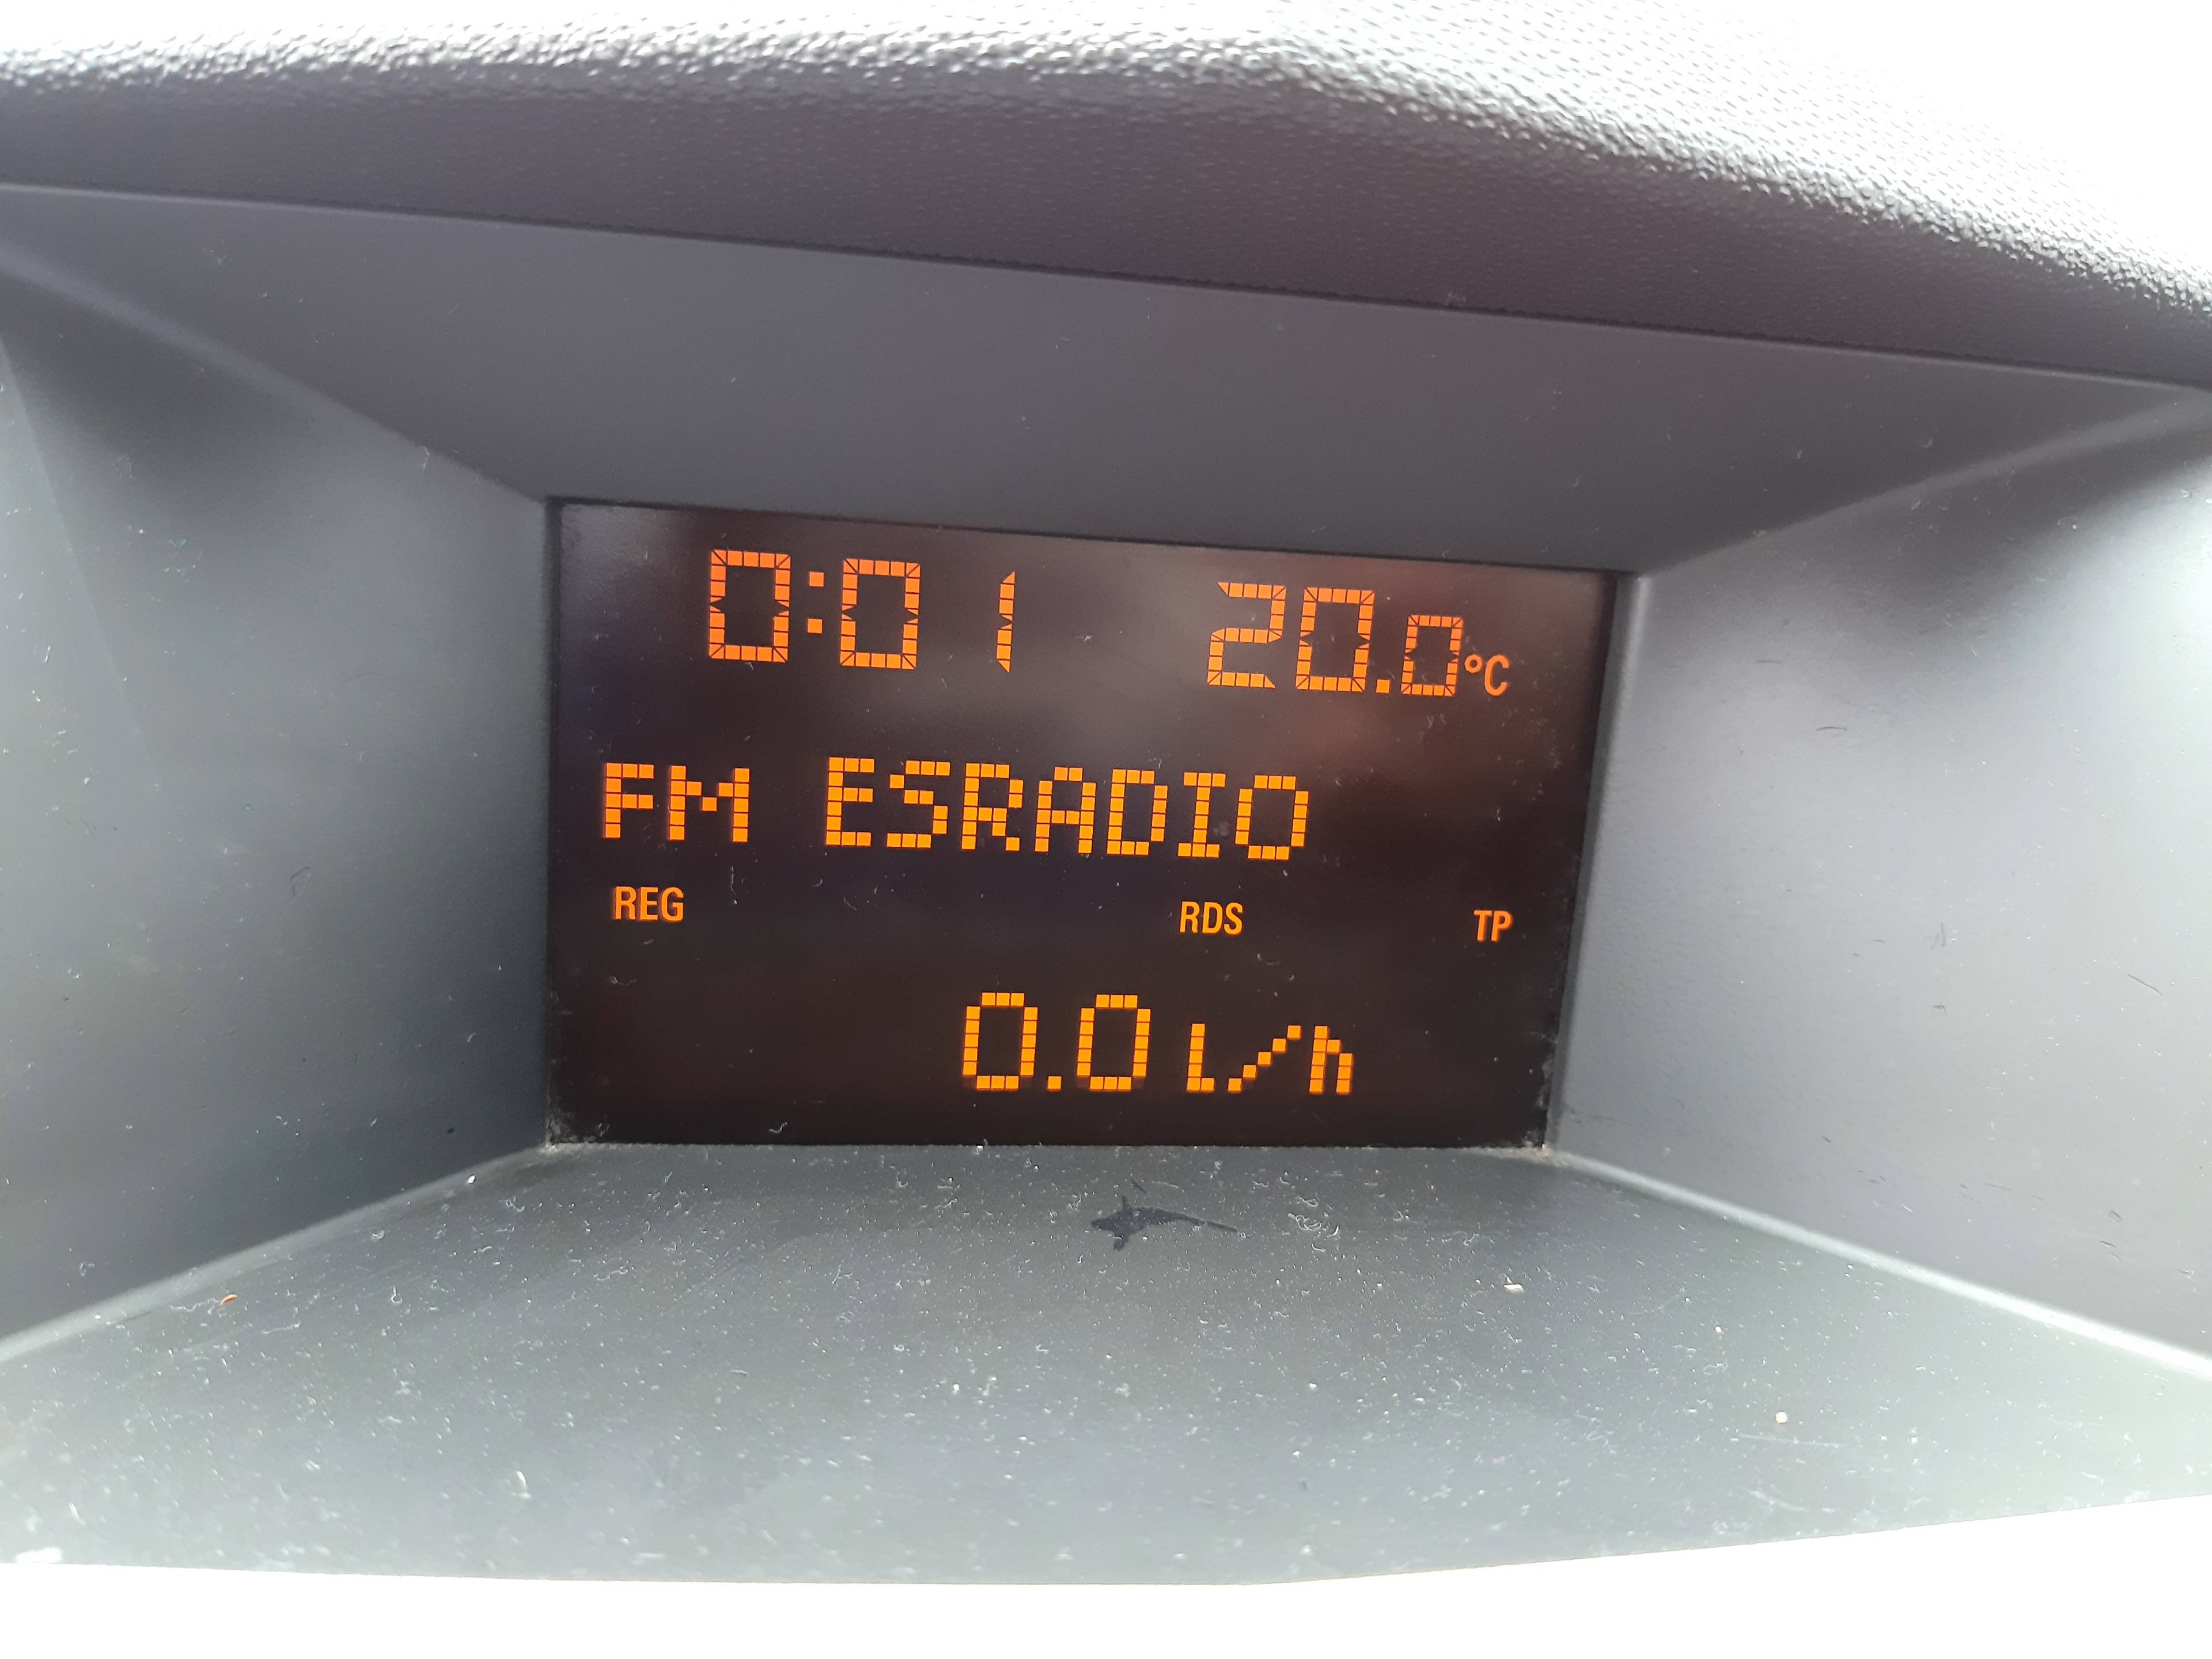 0:01 20.0°C
FM ESRADIO
REG RDS TP
0.0 l/h